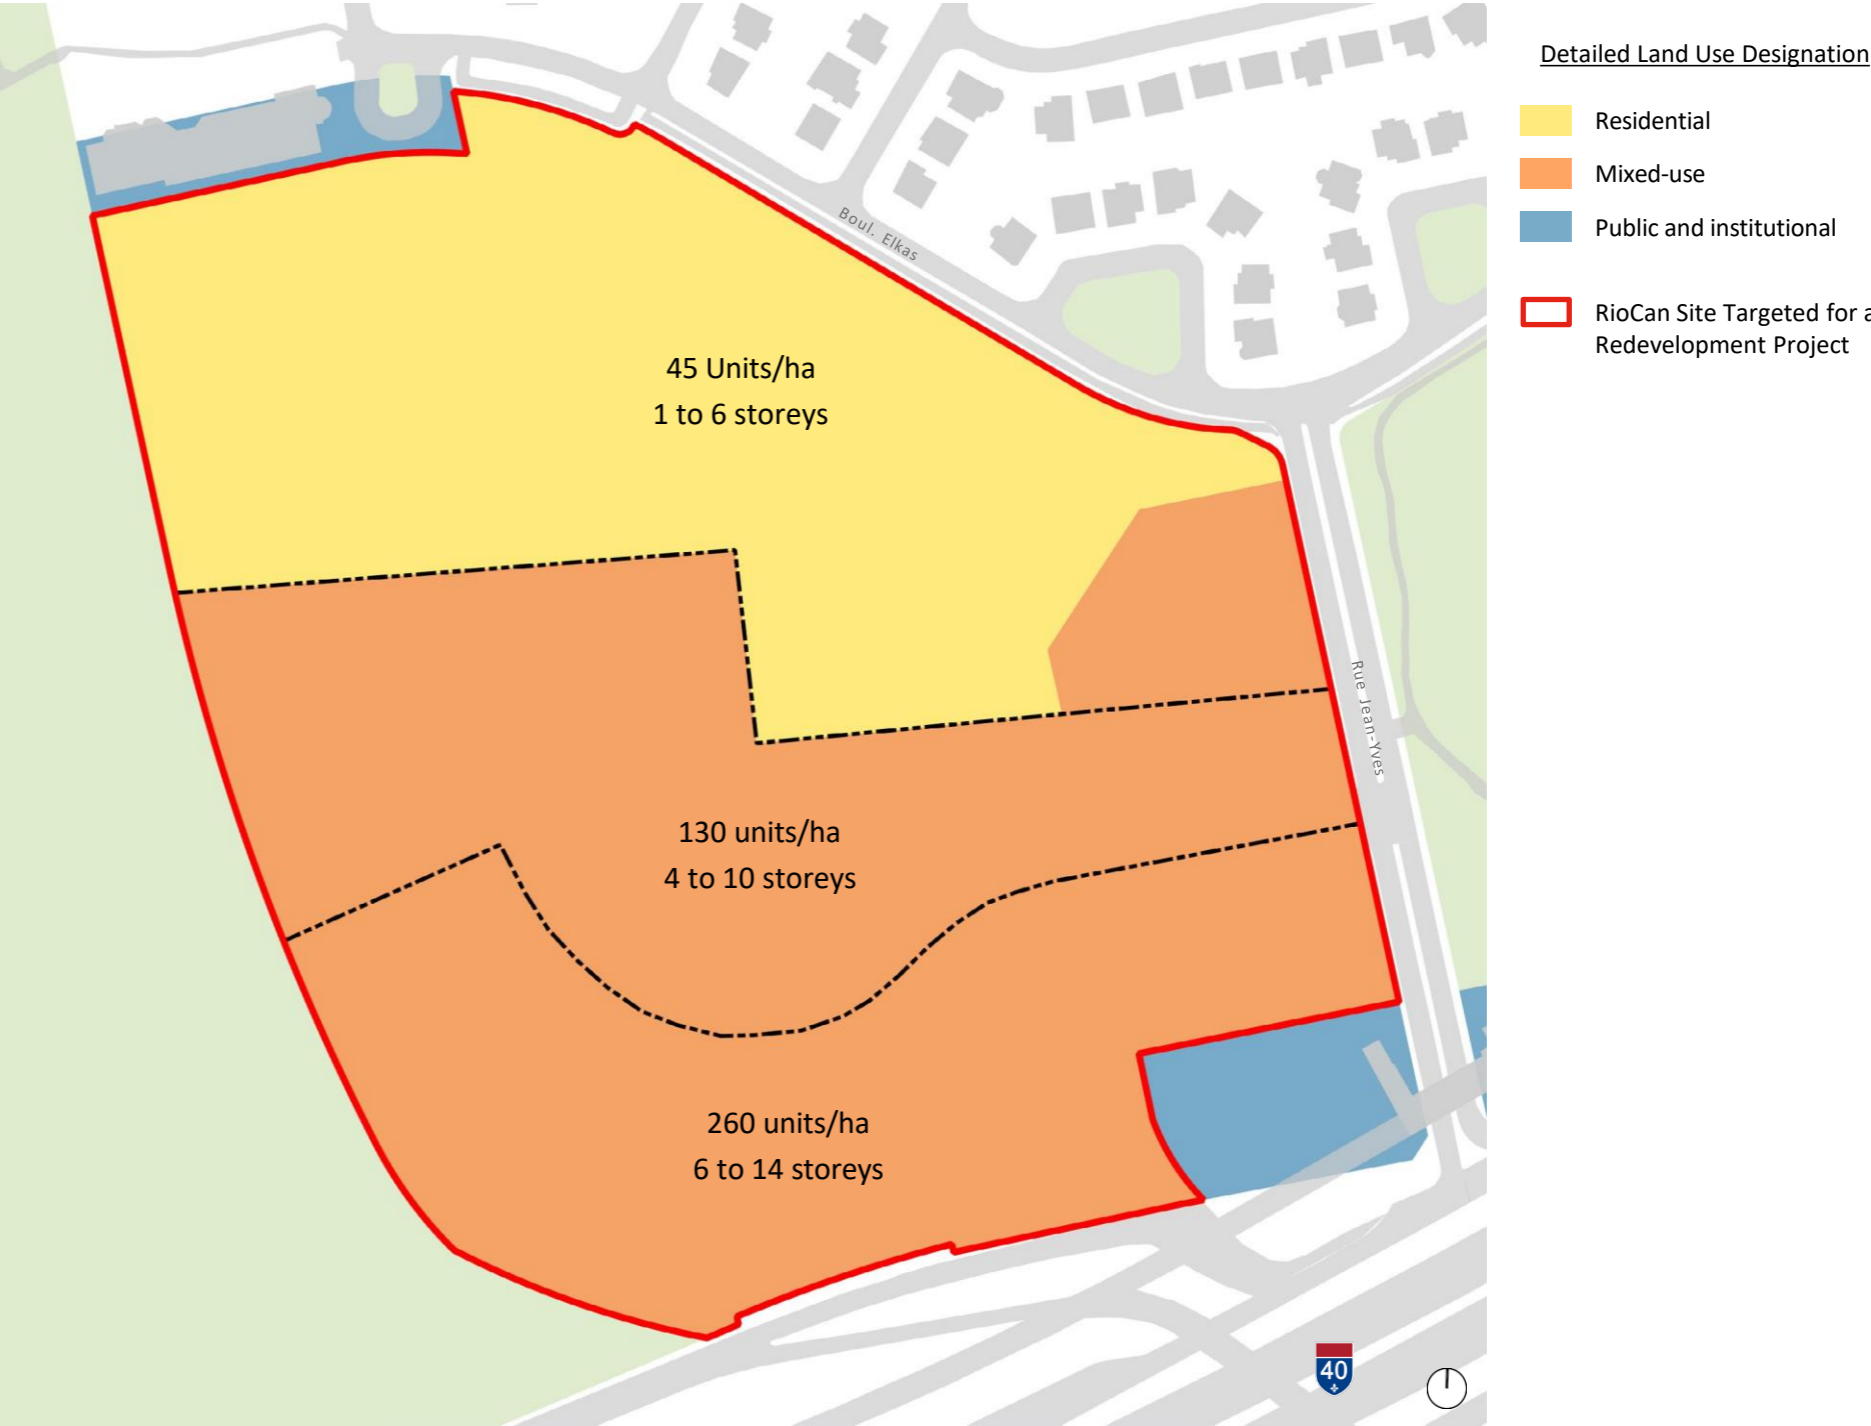 Detailed Land Use Designation
Residential
Mixed-use
Public and institutional
RioCan Site Targeted for a
Redevelopment Project
Boul. Elkas
45 Units/ha
1 to 6 storeys
Rue Jean-Yves
130 units/ha
4 to 10 storeys
260 units/ha
6 to 14 storeys
40